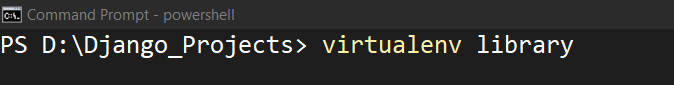 Command Prompt - powershell
PS D:\Django_Projects> virtualenv library